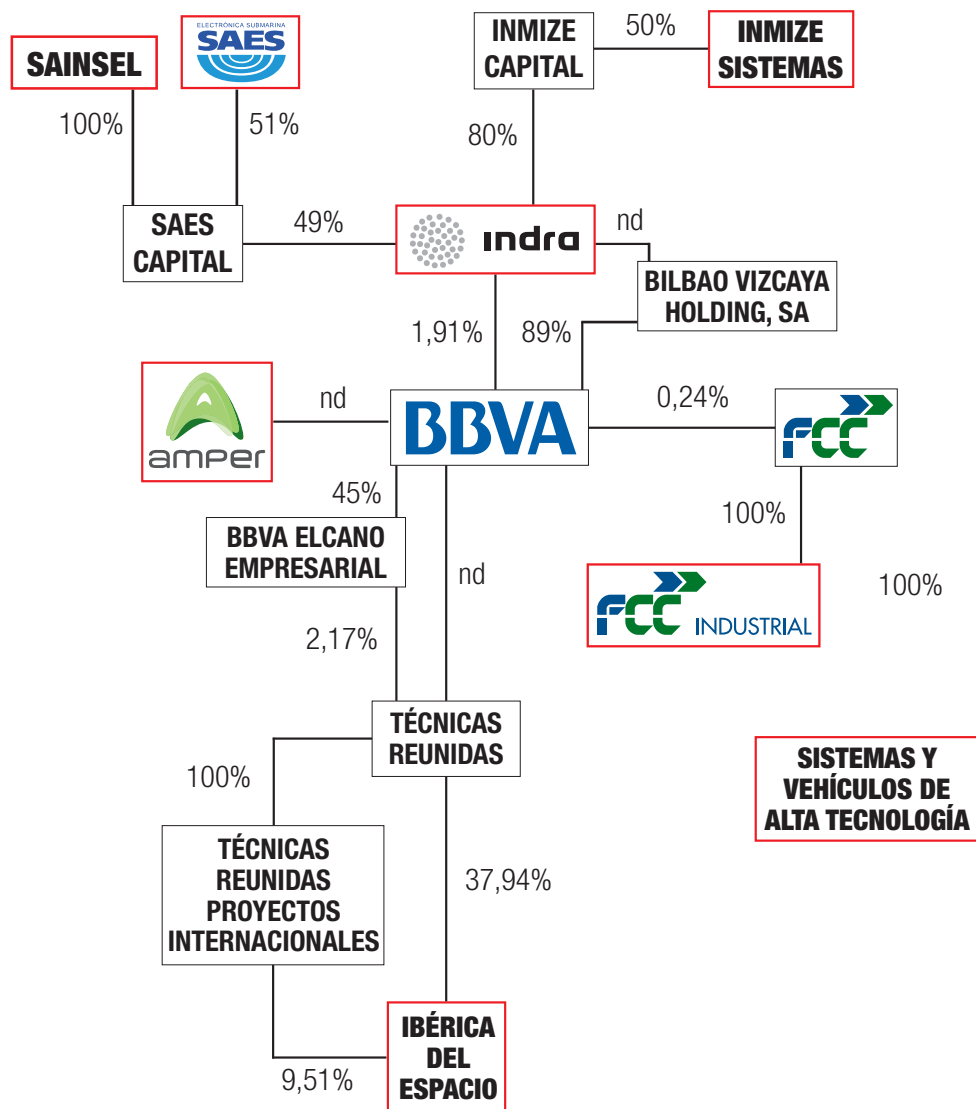 ELECTRÓNICA SUBMARINA
SAES
SAINSEL
INMIZE
CAPITAL
50%
INMIZE
SISTEMAS
100%
51%
80%
SAES
CAPITAL
49%
indra
nd
BILBAO VIZCAYA
HOLDING, SA
1,91%
89%
amper
nd
BBVA
0,24%
FCC
45%
BBVA ELCANO
EMPRESARIAL
nd
100%
FCC INDUSTRIAL
100%
2,17%
TÉCNICAS
REUNIDAS
100%
SISTEMAS Y
VEHÍCULOS DE
ALTA TECNOLOGÍA
TÉCNICAS
REUNIDAS
PROYECTOS
INTERNACIONALES
37,94%
IBÉRICA
DEL
ESPACIO
9,51%